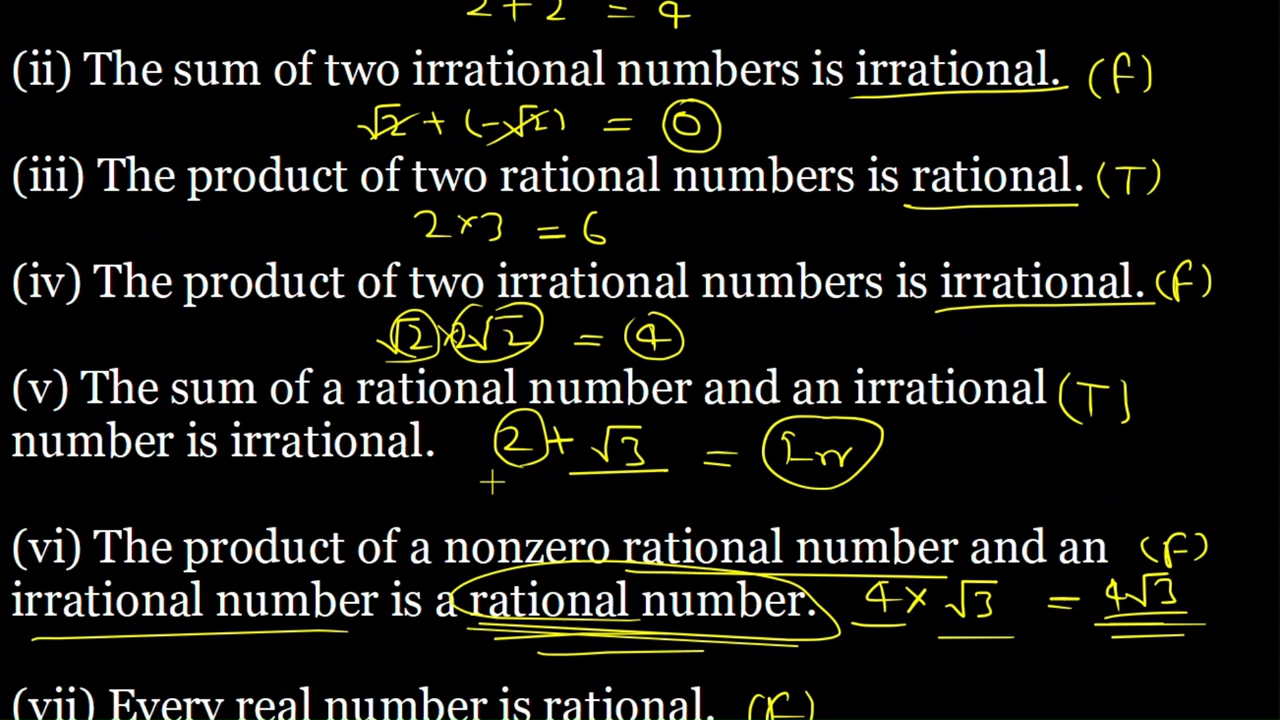 2 + 2 = 4
(ii) The sum of two irrational numbers is irrational. (F)
√2 + (-√2) = 0
(iii) The product of two rational numbers is rational. (T)
2×3 = 6
(iv) The product of two irrational numbers is irrational. (F)
√2 × 2√2 = 4
(v) The sum of a rational number and an irrational (T)
number is irrational. 2 + √3 = Irr
(vi) The product of a nonzero rational number and an (F)
irrational number is a rational number. 4 × √3 = 4√3
(vii) Every real number is rational. (F)